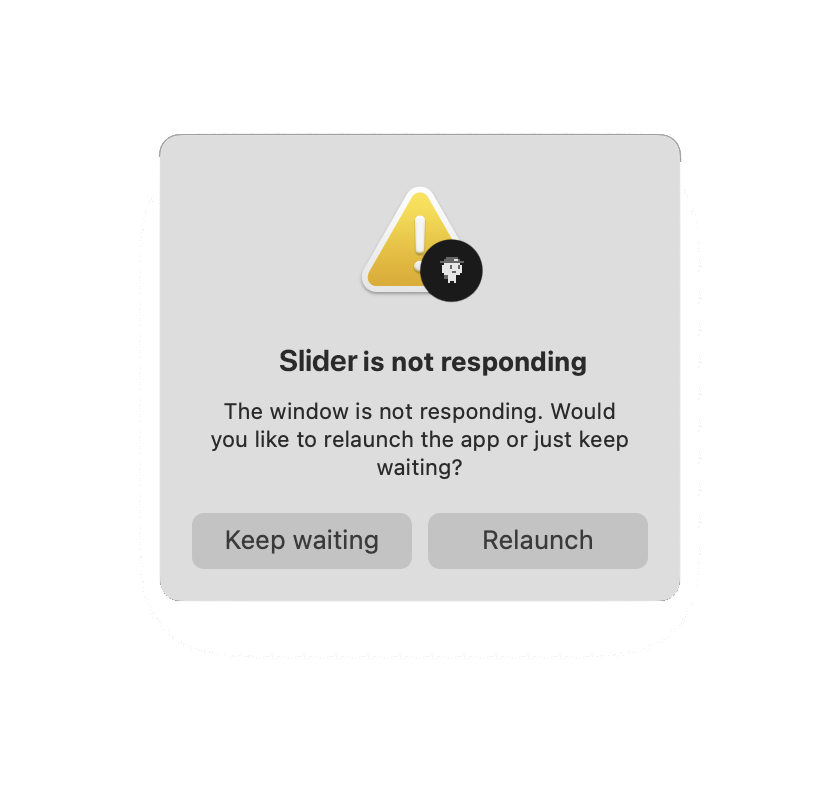 Slider is not responding
The window is not responding. Would
you like to relaunch the app or just keep
waiting?
Keep waiting
Relaunch